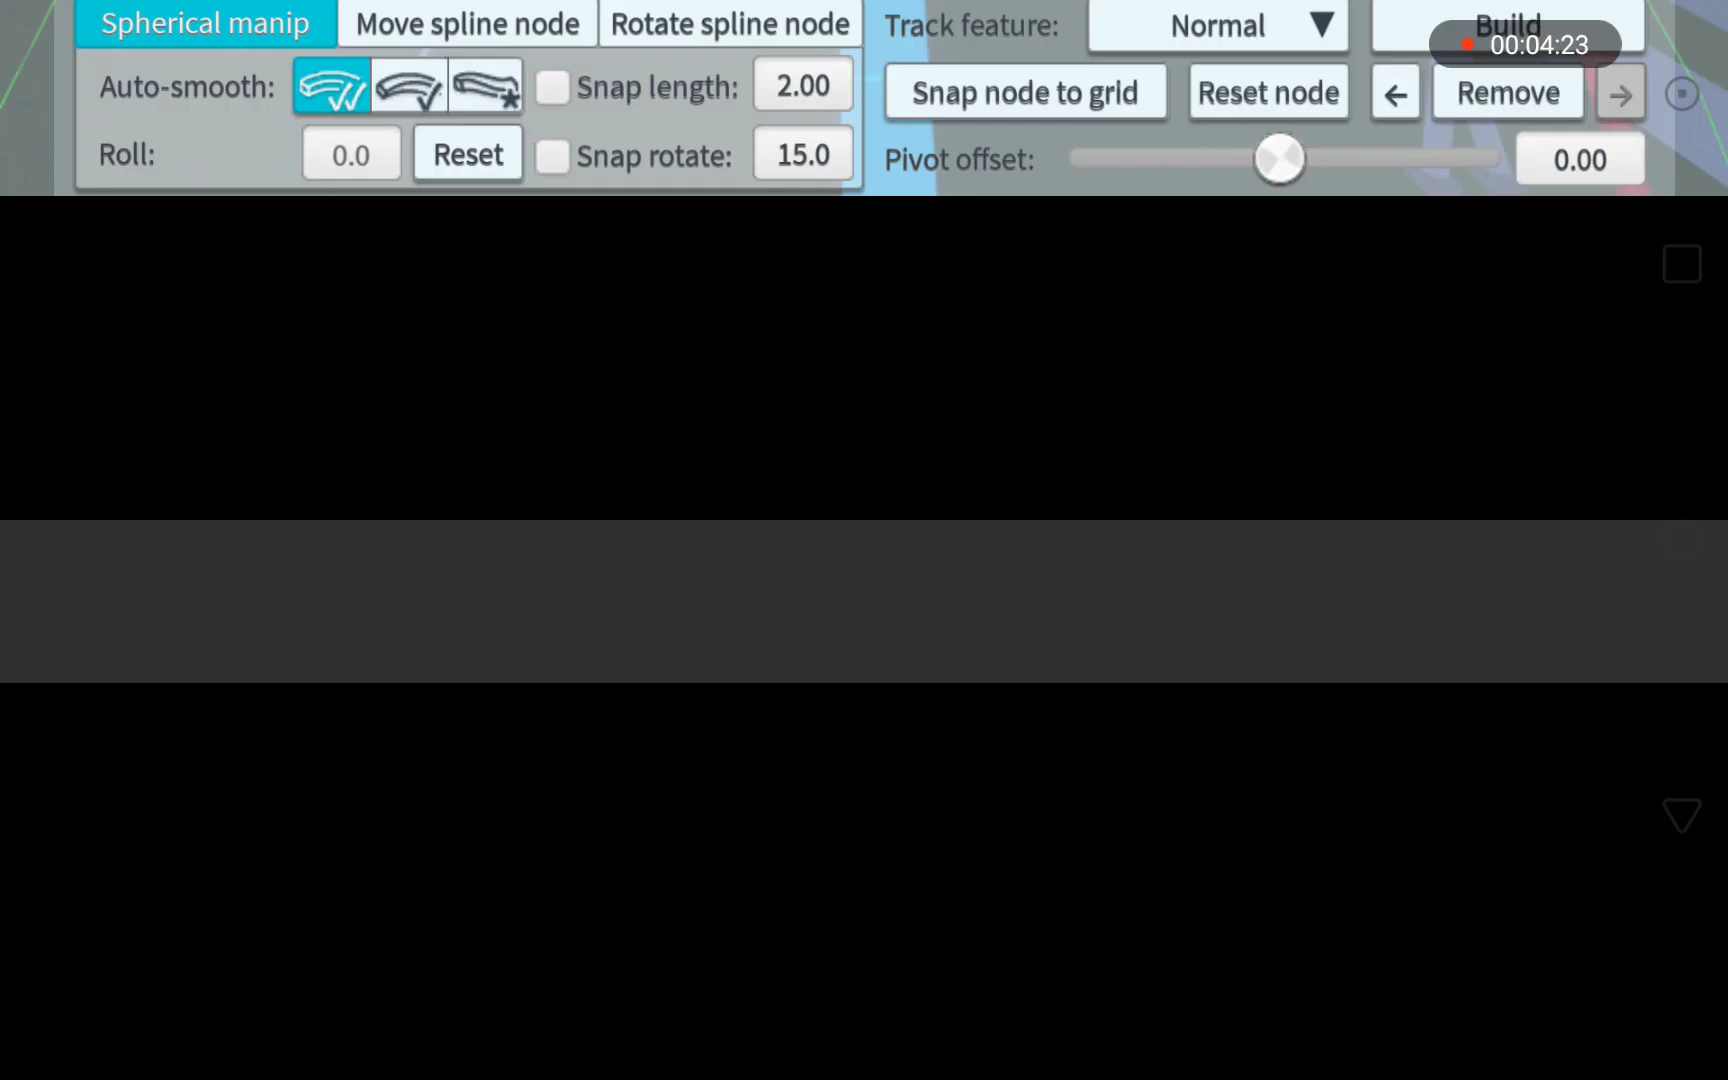 Spherical manip Move spline node Rotate spline node Track feature: Normal Build
00:04:23
Auto-smooth: Snap length: 2.00 Snap node to grid Reset node Remove
Roll: 0.0 Reset Snap rotate: 15.0 Pivot offset: 0.00